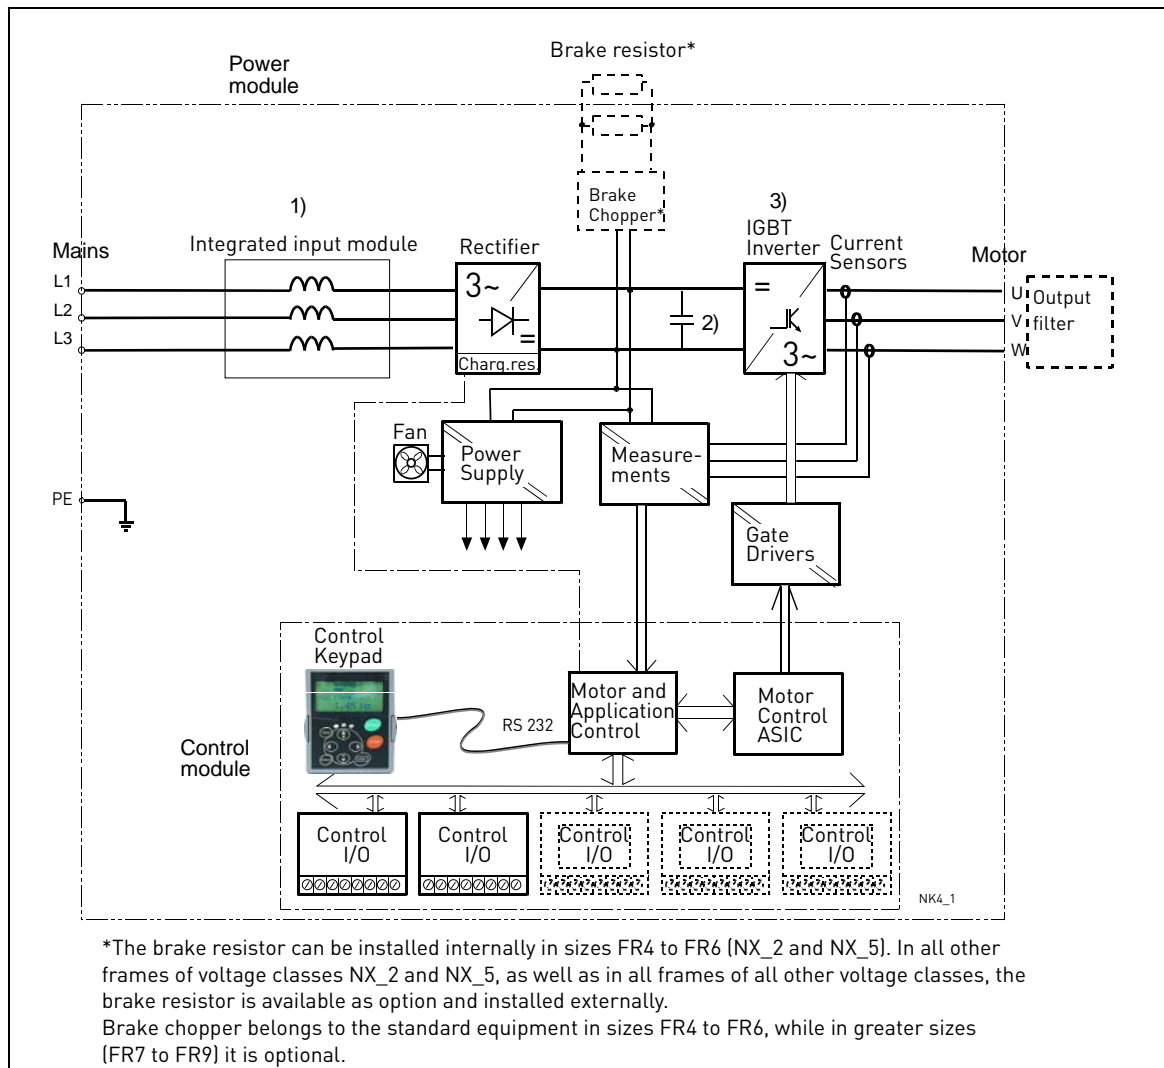 Brake resistor*
Power
module
Brake
Chopper*
1)
3)
Integrated input module
Rectifier
IGBT
Inverter
Current
Sensors
Mains
Motor
L1
L2
L3
3~
=
Charg.res.
2)
=
3~
U
V
W
Output
filter
Fan
Power
Supply
Measure-
ments
PE
Gate
Drivers
Control
Keypad
Motor and
Application
Control
Motor
Control
ASIC
RS 232
Control
module
Control
I/O
Control
I/O
Control
I/O
Control
I/O
Control
I/O
NK4_1
*The brake resistor can be installed internally in sizes FR4 to FR6 (NX_2 and NX_5). In all other
frames of voltage classes NX_2 and NX_5, as well as in all frames of all other voltage classes, the
brake resistor is available as option and installed externally.
Brake chopper belongs to the standard equipment in sizes FR4 to FR6, while in greater sizes
(FR7 to FR9) it is optional.